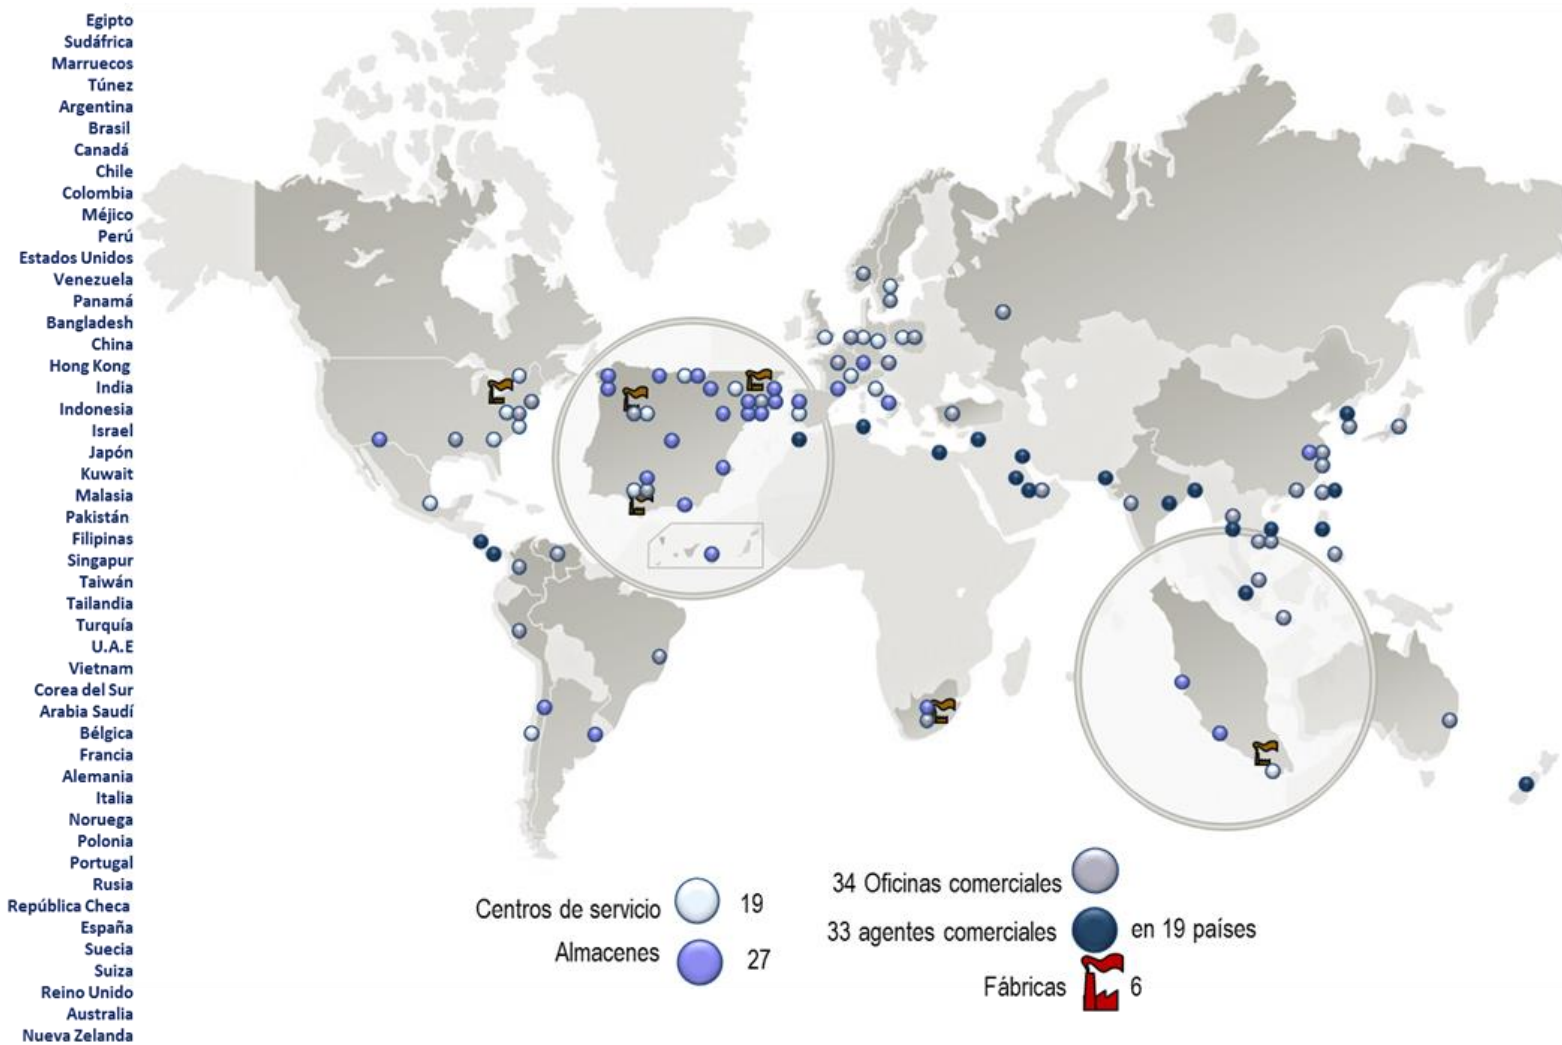 Egipto
Sudáfrica
Marruecos
Túnez
Argentina
Brasil
Canadá
Chile
Colombia
Méjico
Perú
Estados Unidos
Venezuela
Panamá
Bangladesh
China
Hong Kong
India
Indonesia
Israel
Japón
Kuwait
Malasia
Pakistán
Filipinas
Singapur
Taiwán
Tailandia
Turquía
U.A.E
Vietnam
Corea del Sur
Arabia Saudí
Bélgica
Francia
Alemania
Italia
Noruega
Polonia
Portugal
Rusia
República Checa
España
Suecia
Suiza
Reino Unido
Australia
Nueva Zelanda
Centros de servicio 19
Almacenes 27
34 Oficinas comerciales
33 agentes comerciales en 19 países
Fábricas 6